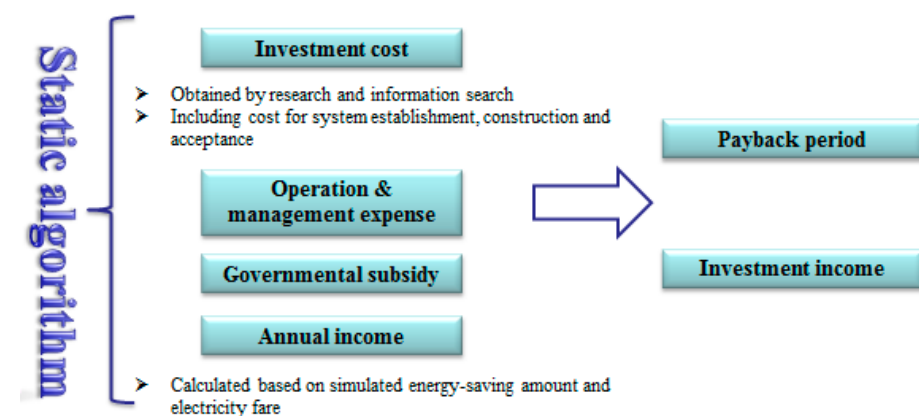 Static algorithm
Investment cost
➤ Obtained by research and information search
➤ Including cost for system establishment, construction and
acceptance
Operation &
management expense
Governmental subsidy
Annual income
➤ Calculated based on simulated energy-saving amount and
electricity fare
Payback period
Investment income